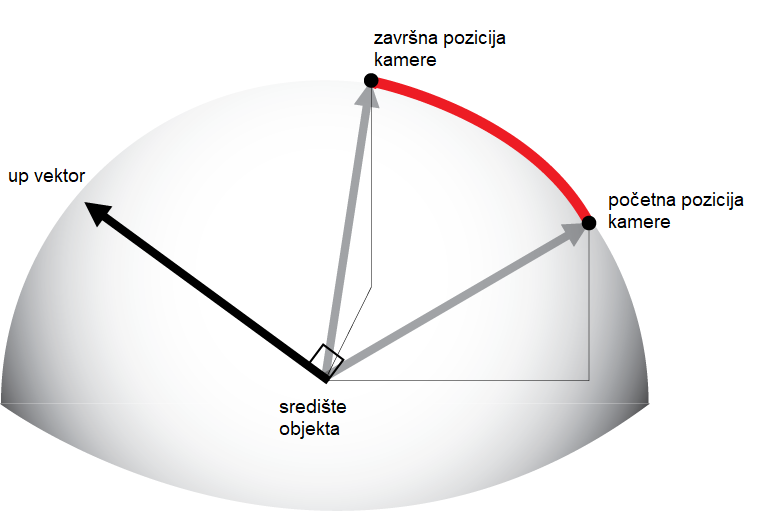 završna pozicija
kamere
up vektor
početna pozicija
kamere
središte
objekta